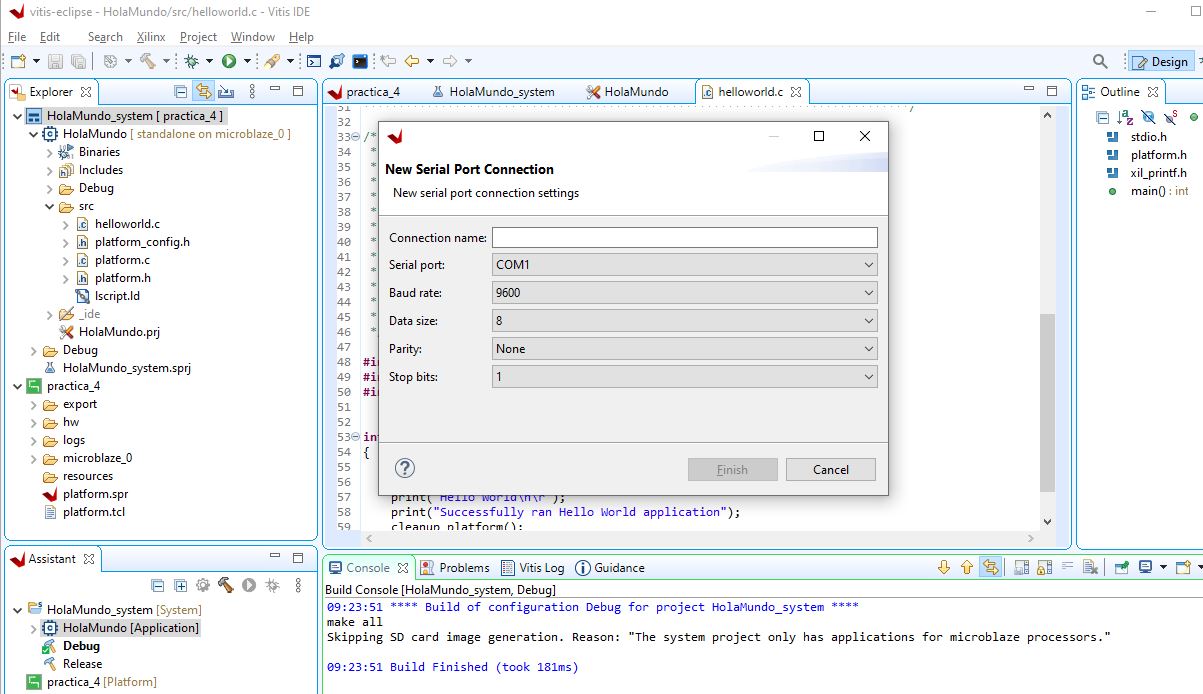 vitis-eclipse - HolaMundo/src/helloworld.c - Vitis IDE
File Edit Search Xilinx Project Window Help
Design
Explorer
HolaMundo_system [ practica_4 ]
HolaMundo [ standalone on microblaze_0 ]
Binaries
Includes
Debug
src
helloworld.c
platform_config.h
platform.c
platform.h
lscript.ld
_ide
HolaMundo.prj
Debug
HolaMundo_system.sprj
practica_4
export
hw
logs
microblaze_0
resources
platform.spr
platform.tcl
practica_4 HolaMundo_system HolaMundo helloworld.c
31
32
33 /*
34 *
35 *
36 *
37 *
38 *
39 *
40 *
41 *
42 *
43 *
44 *
45 *
46 *
47
48 #in
49 #in
50 #in
51
52
53 int
54 {
55
56
57 print("Hello World\n\r");
58 print("Successfully ran Hello World application");
59 cleanup_platform();
New Serial Port Connection
New serial port connection settings
Connection name:
Serial port: COM1
Baud rate: 9600
Data size: 8
Parity: None
Stop bits: 1
Finish Cancel
Outline
stdio.h
platform.h
xil_printf.h
main() : int
Assistant
HolaMundo_system [System]
HolaMundo [Application]
Debug
Release
practica_4 [Platform]
Console Problems Vitis Log Guidance
Build Console [HolaMundo_system, Debug]
09:23:51 **** Build of configuration Debug for project HolaMundo_system ****
make all
Skipping SD card image generation. Reason: "The system project only has applications for microblaze processors."
09:23:51 Build Finished (took 181ms)